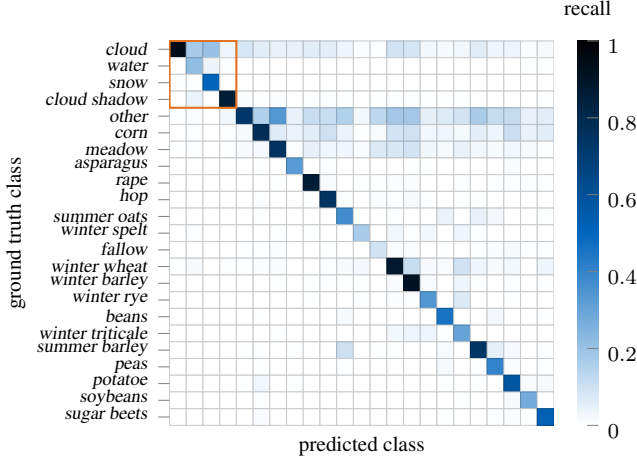 recall
cloud
water
snow
cloud shadow
other
corn
meadow
asparagus
rape
hop
summer oats
winter spelt
fallow
winter wheat
winter barley
winter rye
beans
winter triticale
summer barley
peas
potatoe
soybeans
sugar beets
ground truth class
predicted class
1
0.8
0.6
0.4
0.2
0